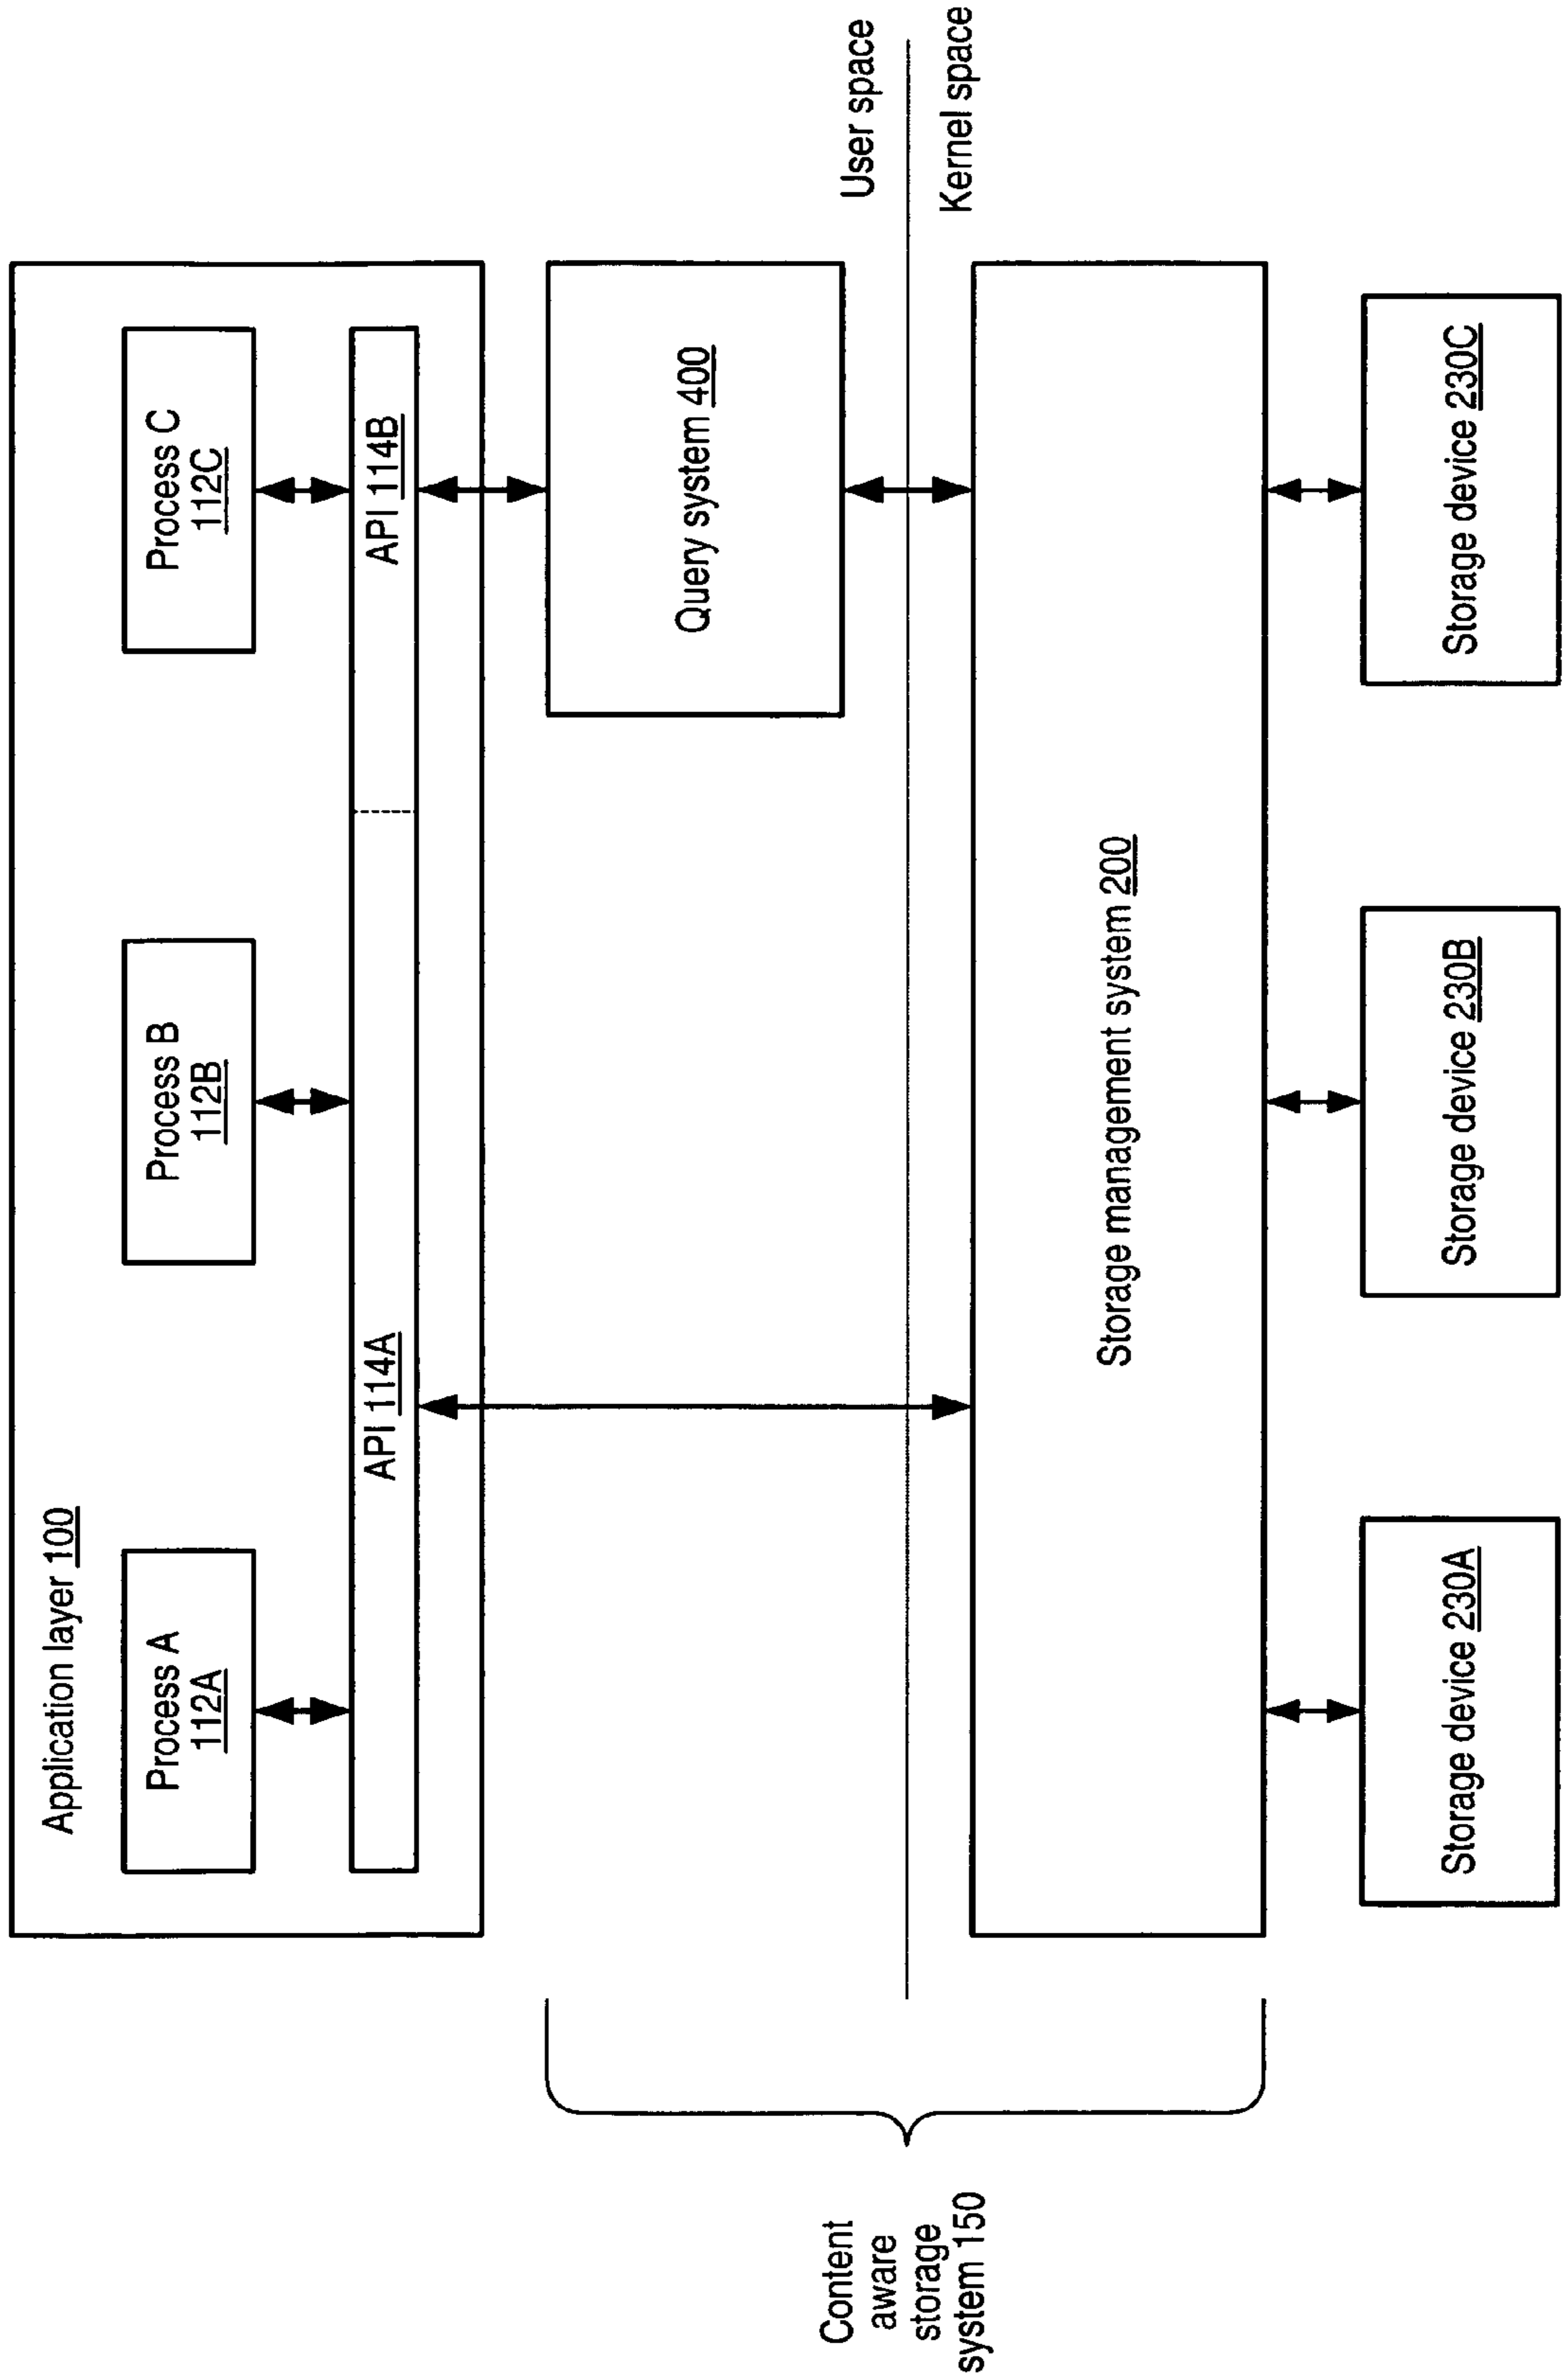 Application layer 100
Process A
112A
Process B
112B
Process C
112C
API 114A
API 114B
Query system 400
User space
Kernel space
Content
aware
storage
system 150
Storage management system 200
Storage device 230A
Storage device 230B
Storage device 230C